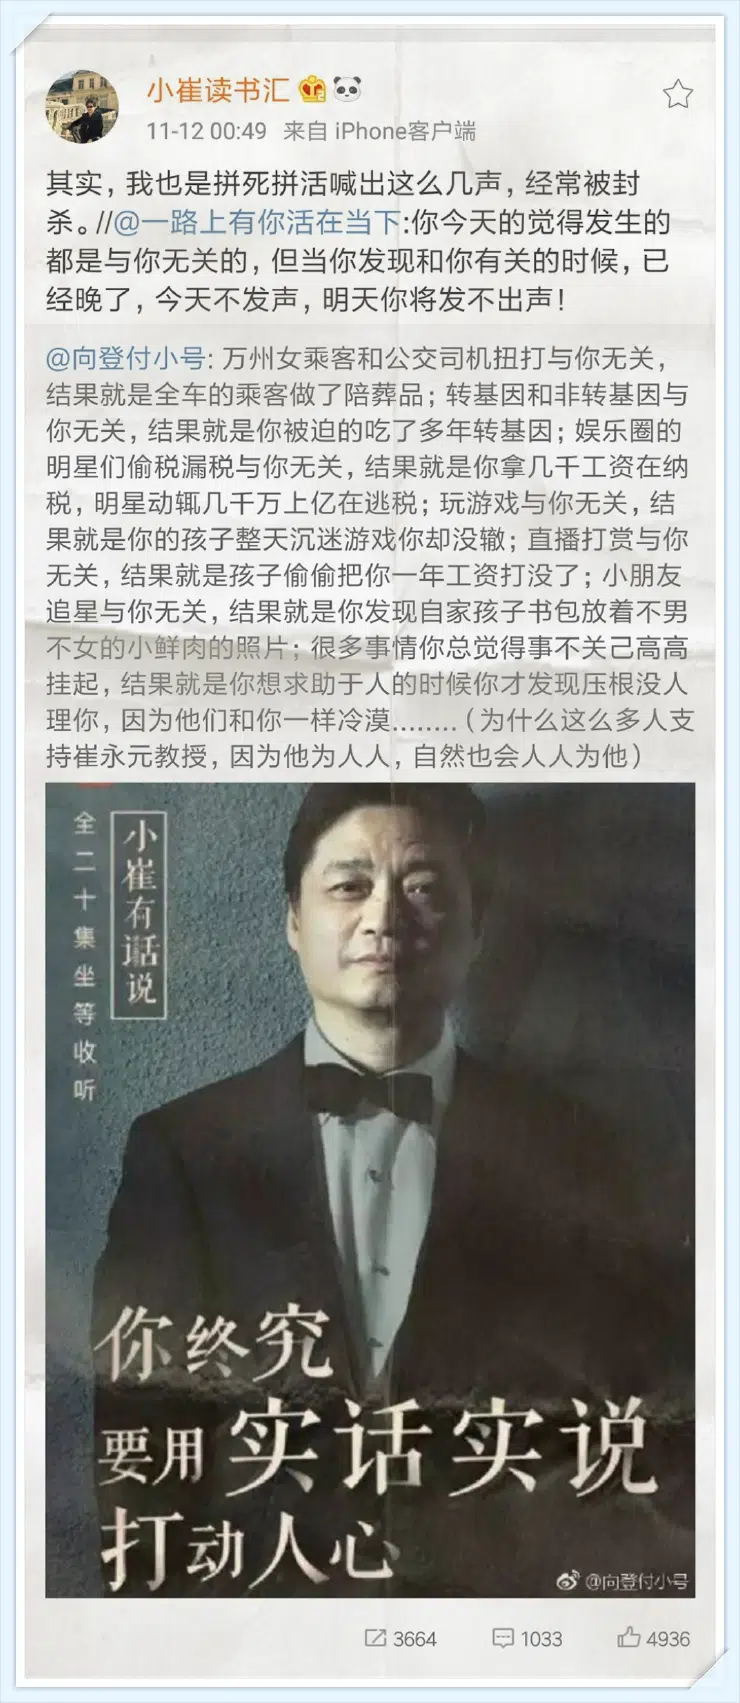 小崔读书汇
11-12 00:49 来自 iPhone客户端
其实，我也是拼死拼活喊出这么几声，经常被封
杀。//@一路上有你活在当下:你今天的觉得发生的
都是与你无关的，但当你发现和你有关的时候，已
经晚了，今天不发声，明天你将发不出声！
@向登付小号: 万州女乘客和公交司机扭打与你无关，
结果就是全车的乘客做了陪葬品；转基因和非转基因与
你无关，结果就是你被迫的吃了多年转基因；娱乐圈的
明星们偷税漏税与你无关，结果就是你拿几千工资在纳
税，明星动辄几千万上亿在逃税；玩游戏与你无关，结
果就是你的孩子整天沉迷游戏你却没辙；直播打赏与你
无关，结果就是孩子偷偷把你一年工资打没了；小朋友
追星与你无关，结果就是你发现自家孩子书包放着不男
不女的小鲜肉的照片；很多事情你总觉得事不关己高高
挂起，结果就是你想求助于人的时候你才发现压根没人
理你，因为他们和你一样冷漠........（为什么这么多人支
持崔永元教授，因为他为人人，自然也会人人为他）
小崔有话说
全二十集坐等收听
你终究
要用实话实说
打动人心
@向登付小号
3664 1033 4936